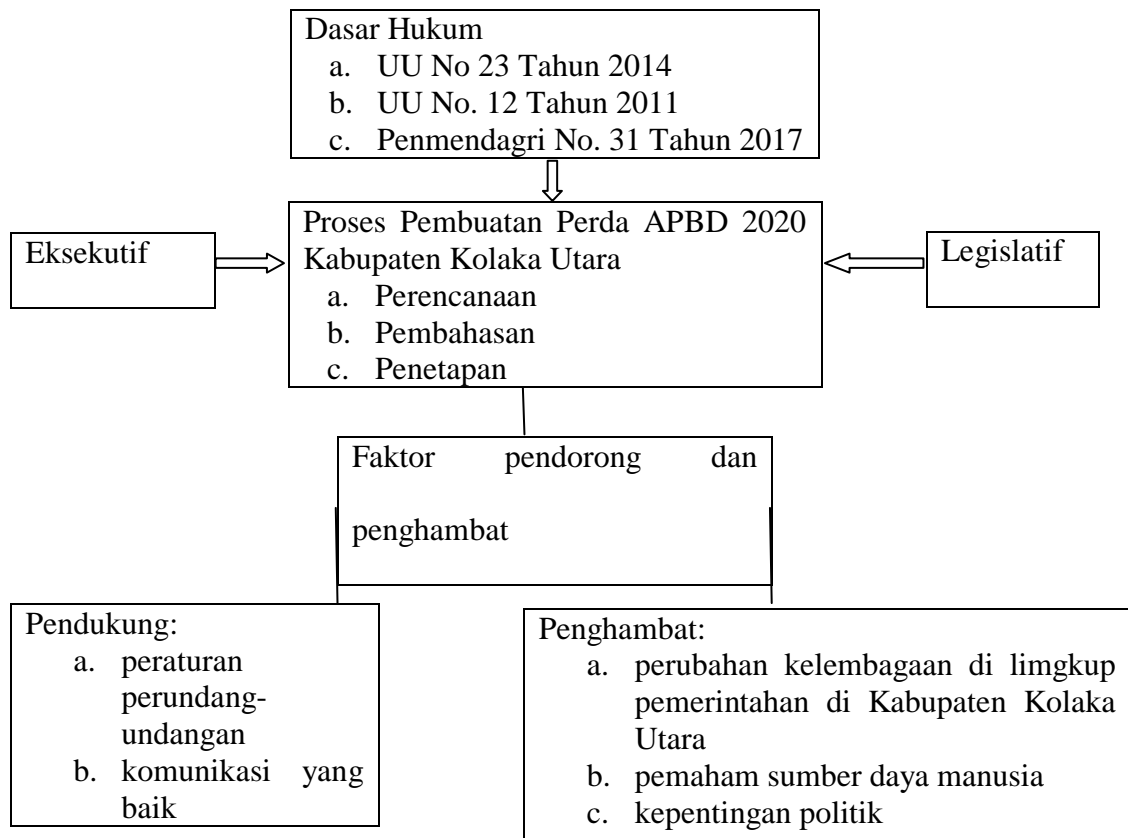 Dasar Hukum
a. UU No 23 Tahun 2014
b. UU No. 12 Tahun 2011
c. Penmendagri No. 31 Tahun 2017
Eksekutif
Proses Pembuatan Perda APBD 2020
Kabupaten Kolaka Utara
a. Perencanaan
b. Pembahasan
c. Penetapan
Legislatif
Faktor pendorong dan
penghambat
Pendukung:
a. peraturan
perundang-
undangan
b. komunikasi yang
baik
Penghambat:
a. perubahan kelembagaan di limgkup
pemerintahan di Kabupaten Kolaka
Utara
b. pemaham sumber daya manusia
c. kepentingan politik